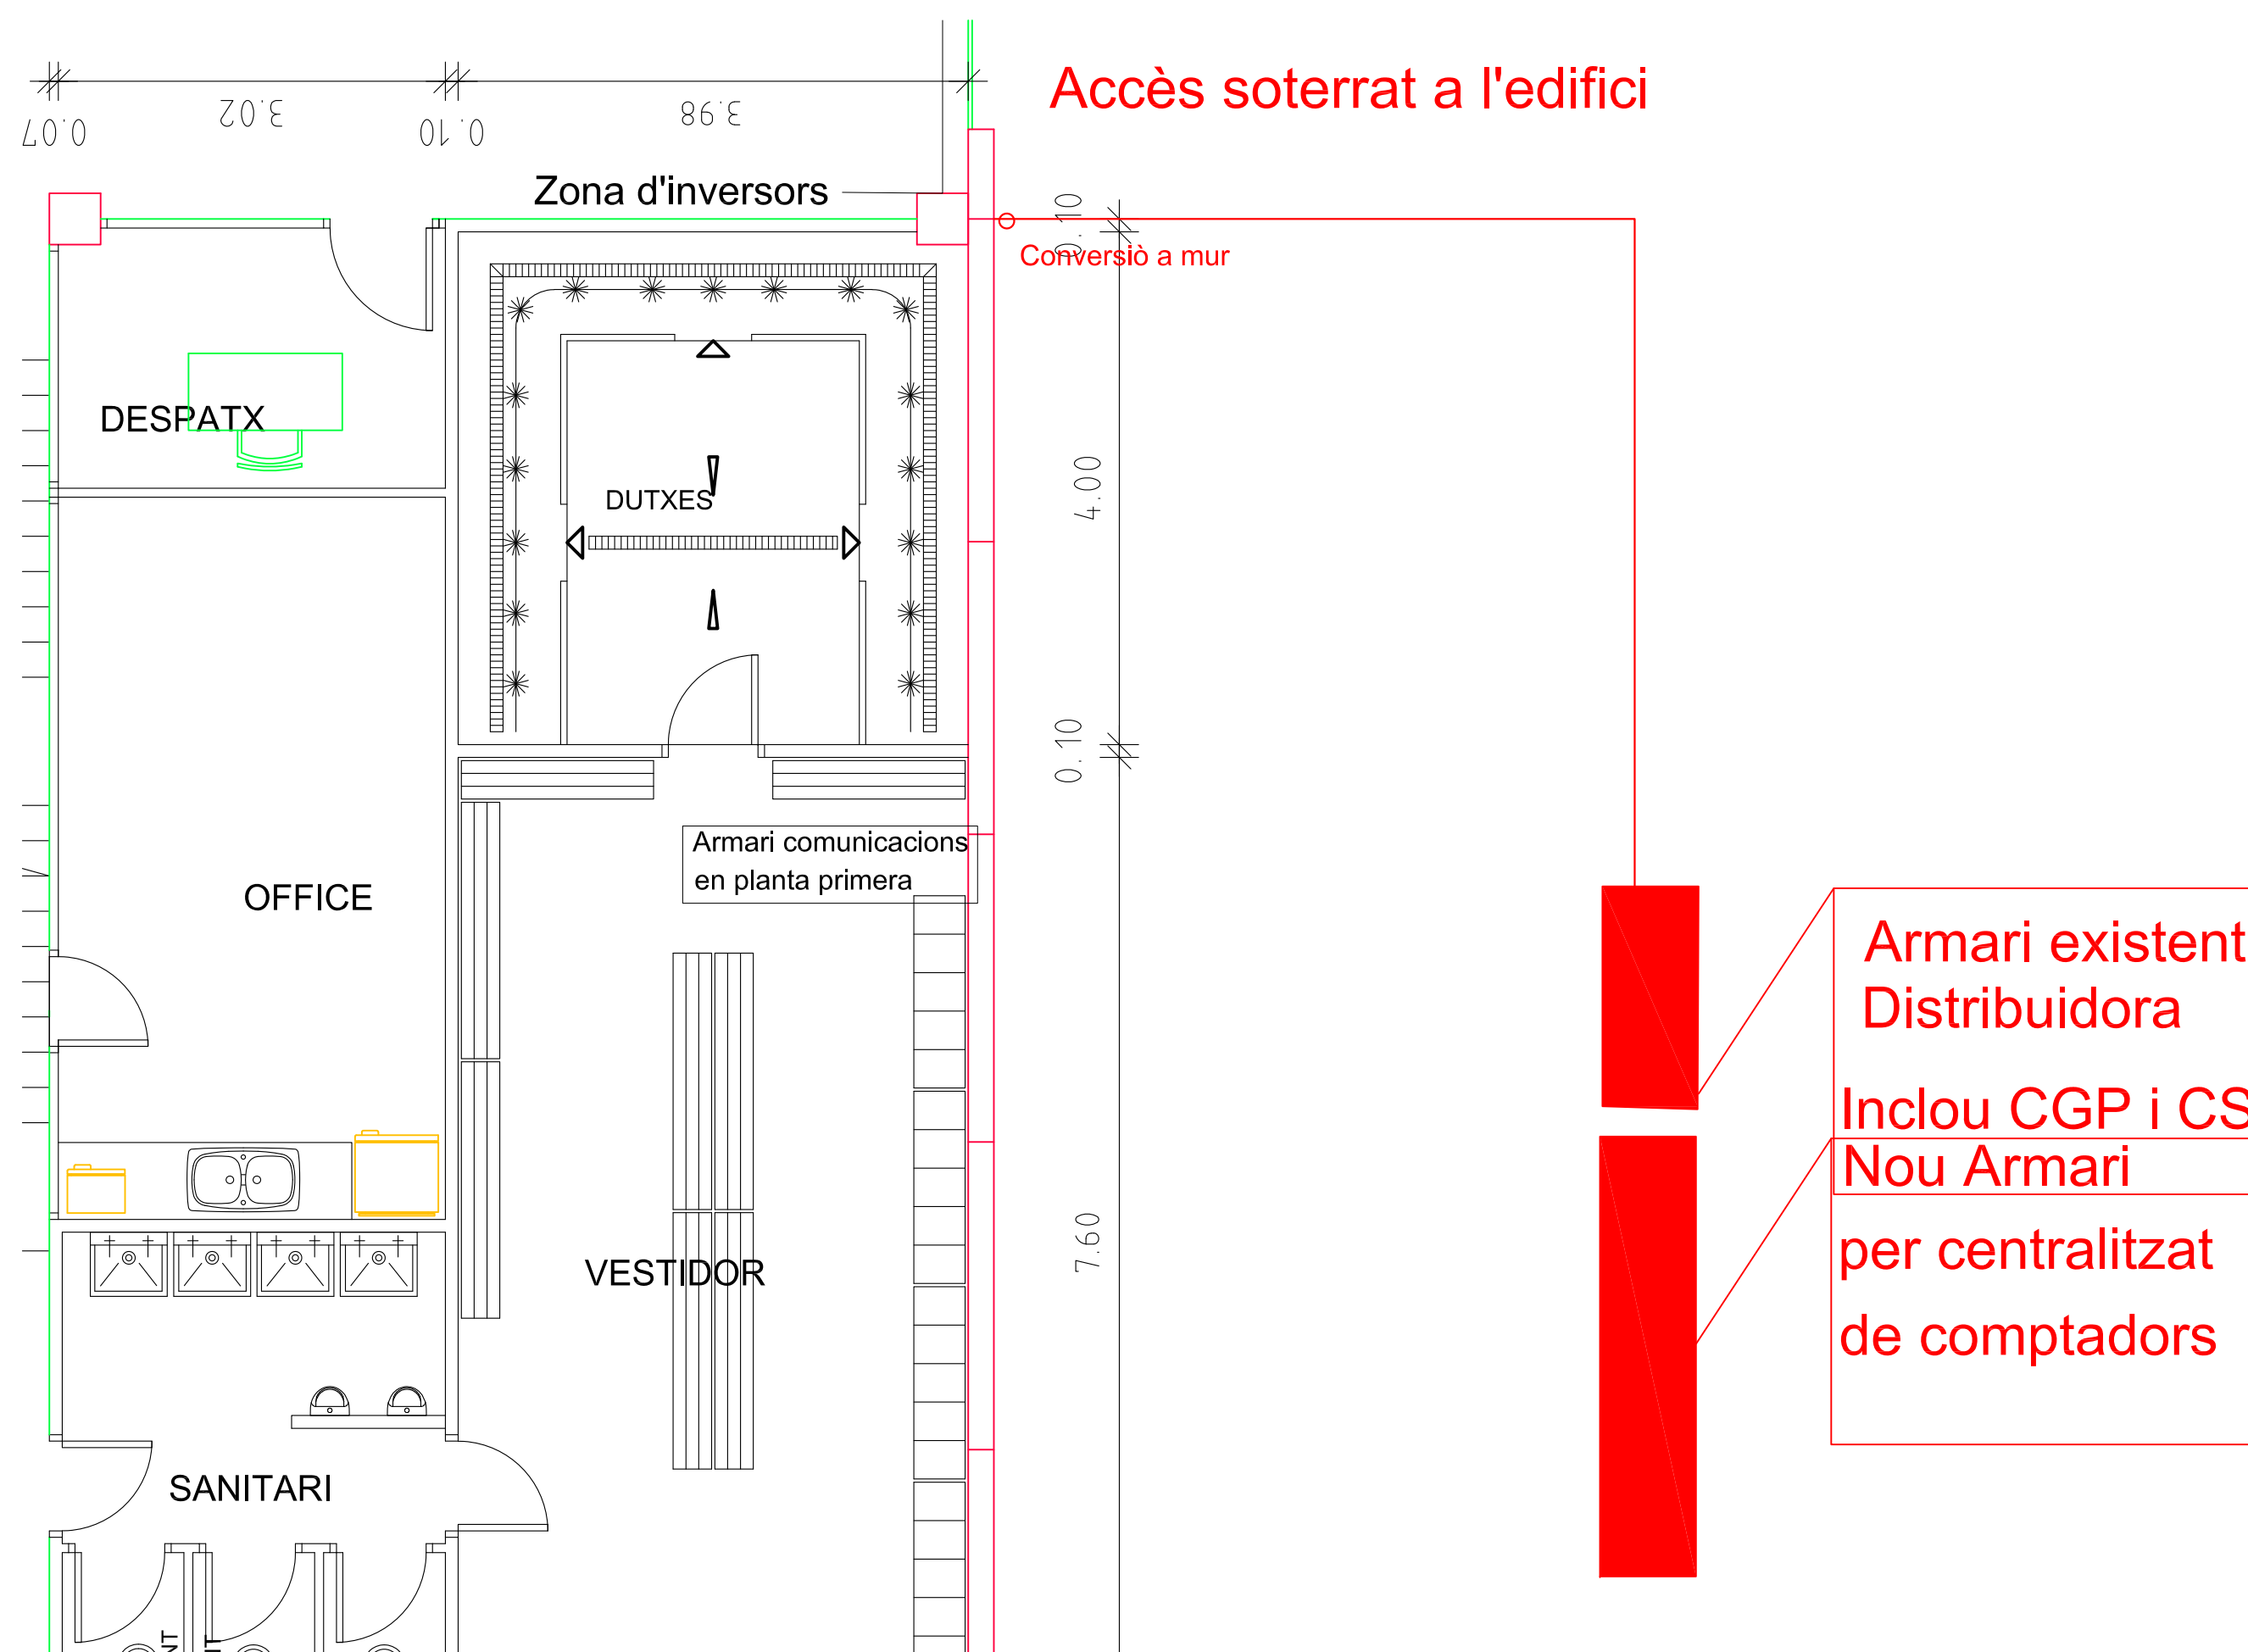 Accès soterrat a l'edifici
3.02
3.98
0.07
0.10
Zona d'inversors
0.10
Conversiò a mur
DESPATX
DUTXES
4.00
0.10
Armari comunicacions
en planta primera
OFFICE
Armari existent
Distribuidora
Inclou CGP i CS
Nou Armari
per centralitzat
de comptadors
7.60
VESTIDOR
SANITARI